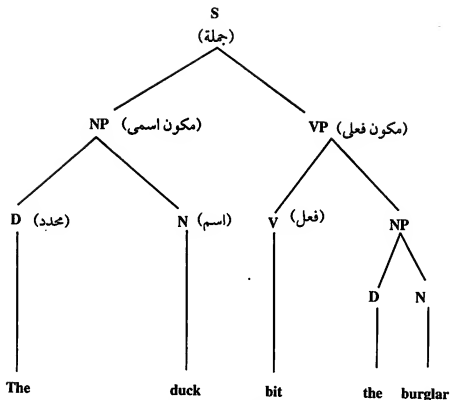 S
(جملة)
NP (مكون اسمى) VP (مكون فعلى)
D (محدد) N (اسم) V (فعل) NP
D N
The duck bit the burglar